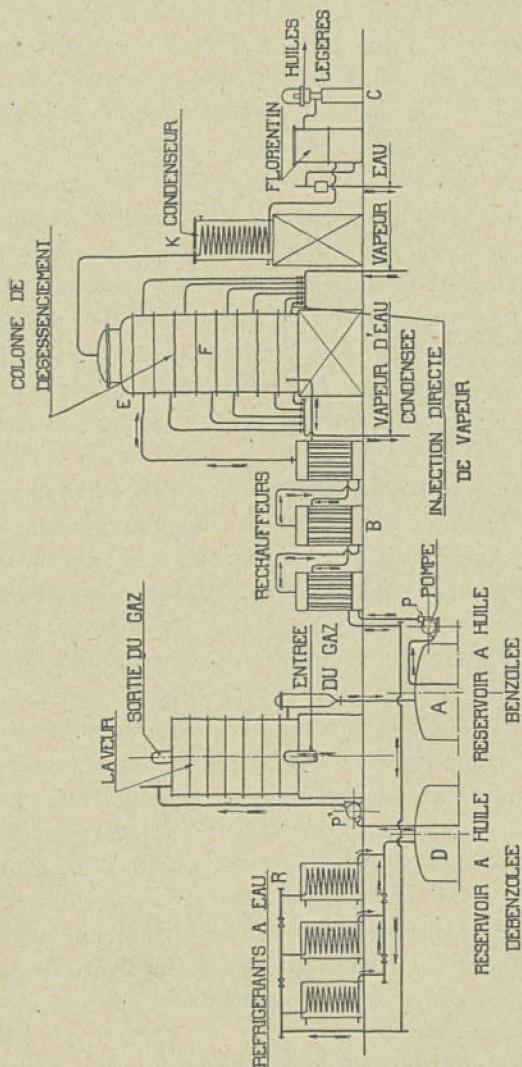 REFRIGERANTS A EAU
R
D
RESERVOIR A HUILE
DEBENZOLEE
P'
LAVEUR
SORTIE DU GAZ
ENTREE
DU GAZ
A
RESERVOIR A HUILE
BENZOLEE
P
POMPE
RECHAUFFEURS
B
COLONNE DE
DESESSENCIEMENT
E
F
VAPEUR D'EAU
CONDENSEE
INJECTION DIRECTE
DE VAPEUR
K CONDENSEUR
VAPEUR
EAU
FLORENTIN
HUILES
LEGERES
C